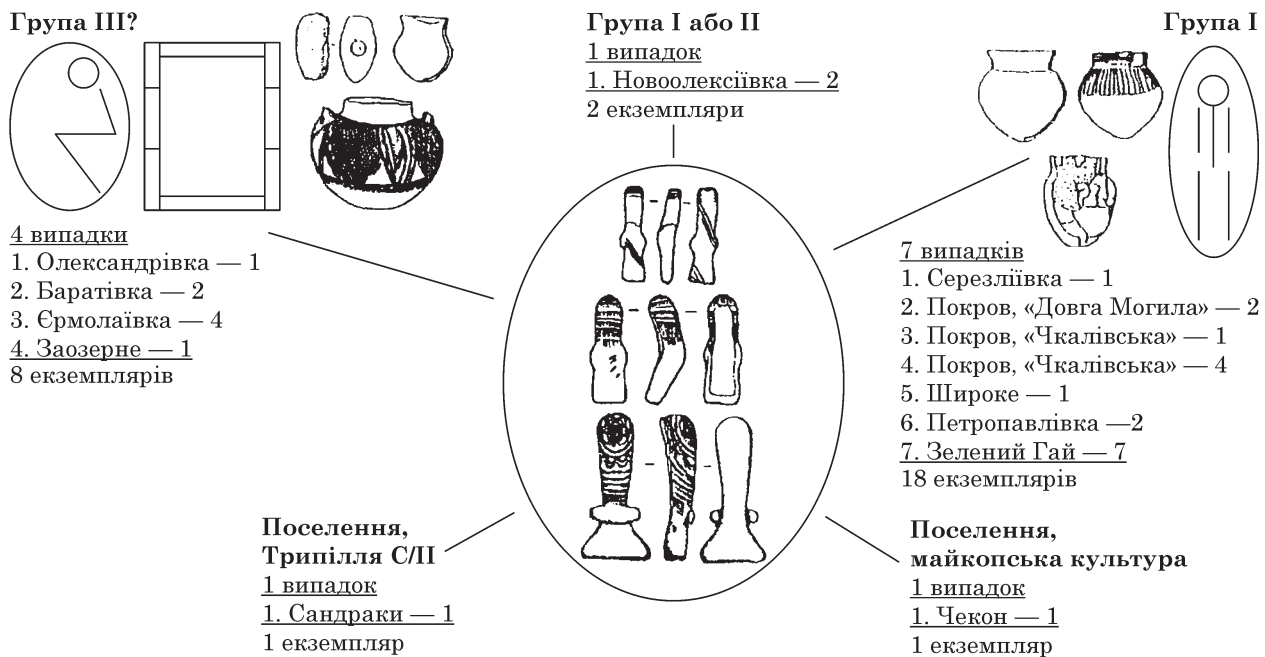 Група III?
4 випадки
1. Олександрівка — 1
2. Баратівка — 2
3. Єрмолаївка — 4
4. Заозерне — 1
8 екземплярів
Група I або II
1 випадок
1. Новоолексіївка — 2
2 екземпляри
Група I
7 випадків
1. Серезліївка — 1
2. Покров, «Довга Могила» — 2
3. Покров, «Чкалівська» — 1
4. Покров, «Чкалівська» — 4
5. Широке — 1
6. Петропавлівка —2
7. Зелений Гай — 7
18 екземплярів
Поселення,
Трипілля С/II
1 випадок
1. Сандраки — 1
1 екземпляр
Поселення,
майкопська культура
1 випадок
1. Чекон — 1
1 екземпляр